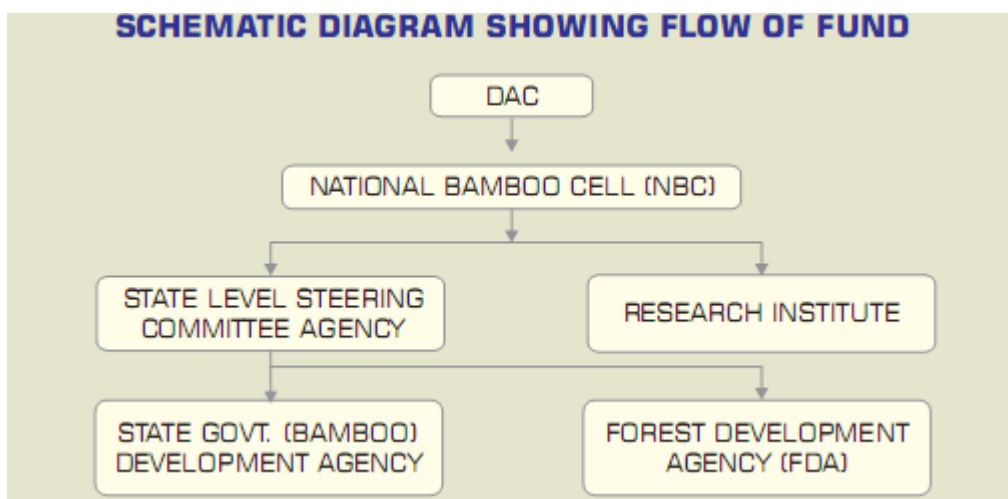 SCHEMATIC DIAGRAM SHOWING FLOW OF FUND
DAC
NATIONAL BAMBOO CELL (NBC)
STATE LEVEL STEERING
COMMITTEE AGENCY
RESEARCH INSTITUTE
STATE GOVT. (BAMBOO)
DEVELOPMENT AGENCY
FOREST DEVELOPMENT
AGENCY (FDA)